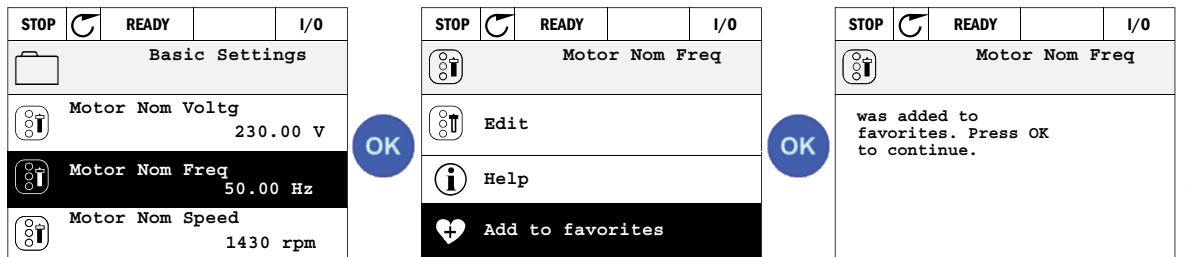 STOP READY I/O
Basic Settings
Motor Nom Voltg
230.00 V
Motor Nom Freq
50.00 Hz
Motor Nom Speed
1430 rpm
OK
STOP READY I/O
Motor Nom Freq
Edit
Help
Add to favorites
OK
STOP READY I/O
Motor Nom Freq
was added to
favorites. Press OK
to continue.